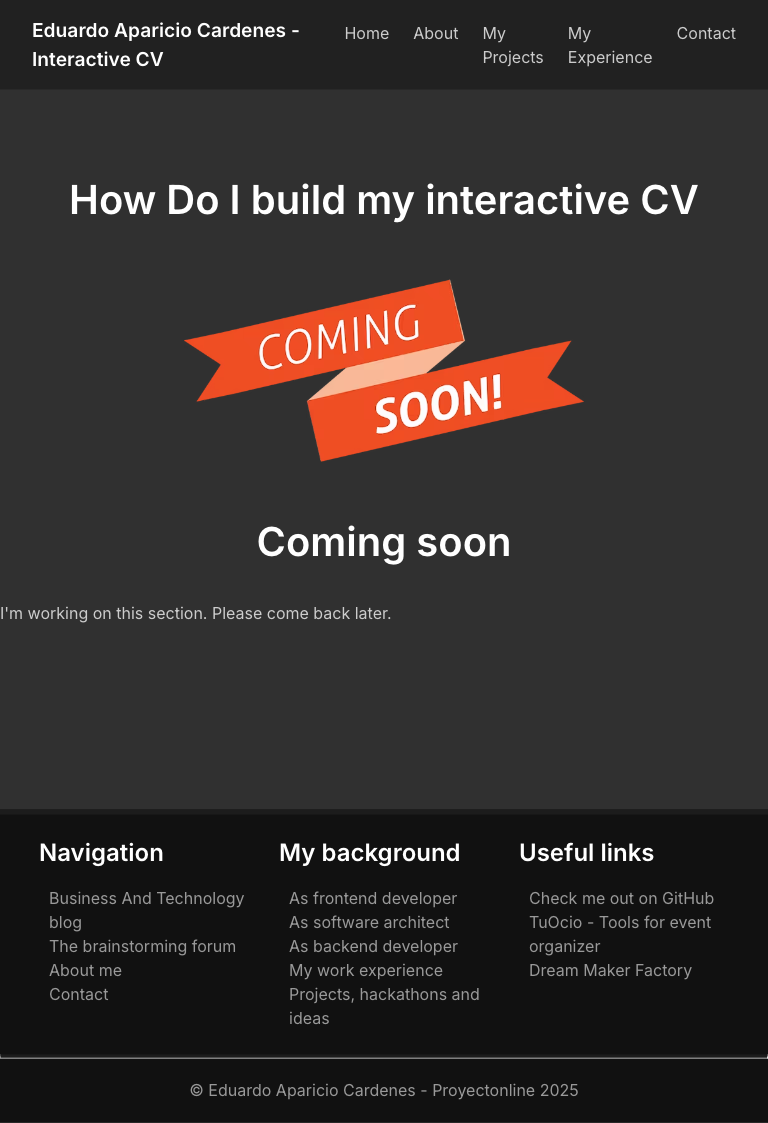 Eduardo Aparicio Cardenes -
Interactive CV
Home
About
My
Projects
My
Experience
Contact
How Do I build my interactive CV
COMING
SOON!
Coming soon
I'm working on this section. Please come back later.
Navigation
Business And Technology
blog
The brainstorming forum
About me
Contact
My background
As frontend developer
As software architect
As backend developer
My work experience
Projects, hackathons and
ideas
Useful links
Check me out on GitHub
TuOcio - Tools for event
organizer
Dream Maker Factory
© Eduardo Aparicio Cardenes - Proyectonline 2025